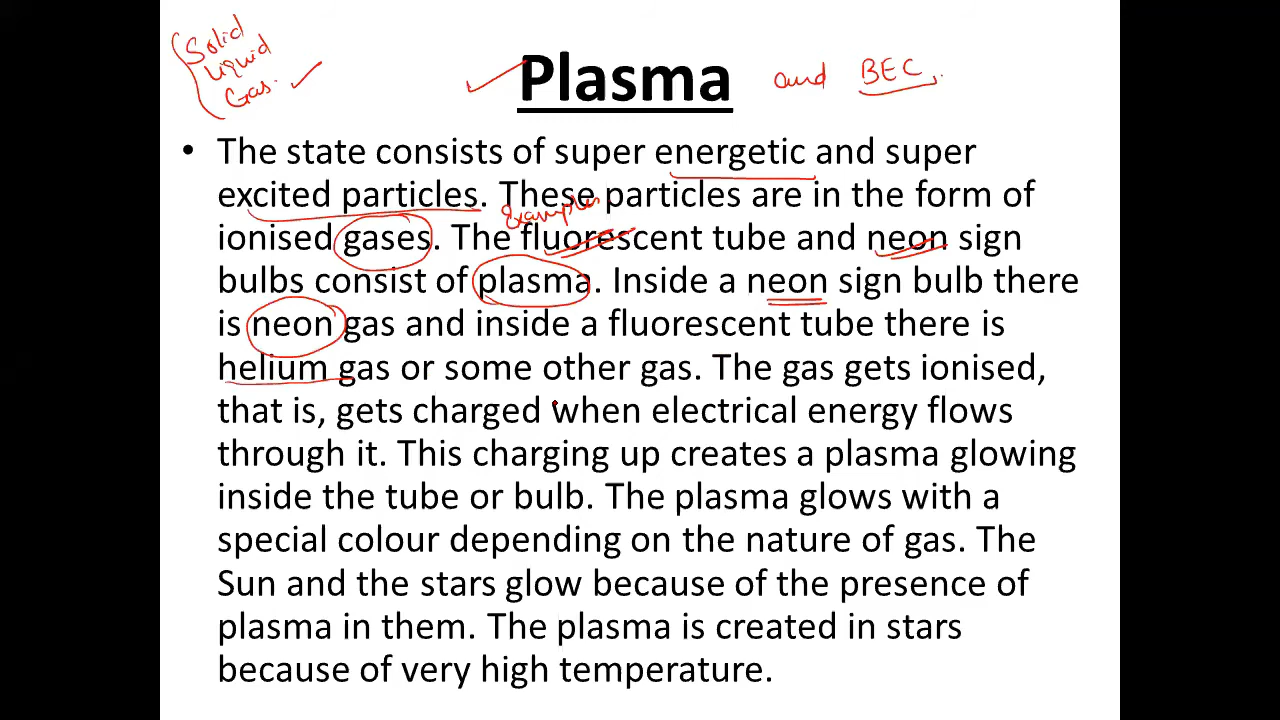 Solid
Liquid
Gas.
Plasma and BEC.
• The state consists of super energetic and super
excited particles. These particles are in the form of
Examples
ionised gases. The fluorescent tube and neon sign
bulbs consist of plasma. Inside a neon sign bulb there
is neon gas and inside a fluorescent tube there is
helium gas or some other gas. The gas gets ionised,
that is, gets charged when electrical energy flows
through it. This charging up creates a plasma glowing
inside the tube or bulb. The plasma glows with a
special colour depending on the nature of gas. The
Sun and the stars glow because of the presence of
plasma in them. The plasma is created in stars
because of very high temperature.